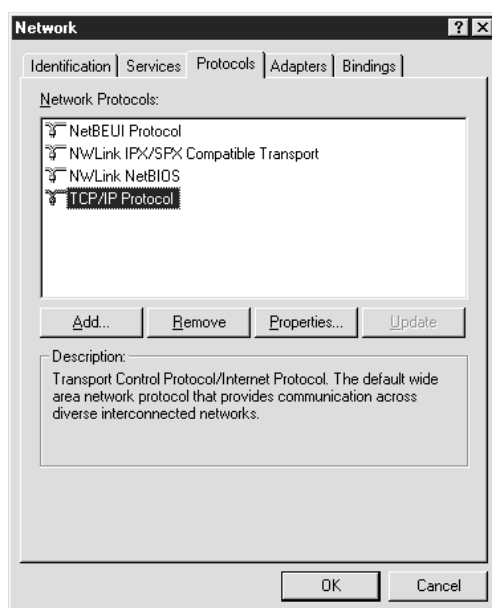 Network
Identification Services Protocols Adapters Bindings
Network Protocols:
NetBEUI Protocol
NWLink IPX/SPX Compatible Transport
NWLink NetBIOS
TCP/IP Protocol
Add... Remove Properties... Update
Description:
Transport Control Protocol/Internet Protocol. The default wide
area network protocol that provides communication across
diverse interconnected networks.
OK Cancel